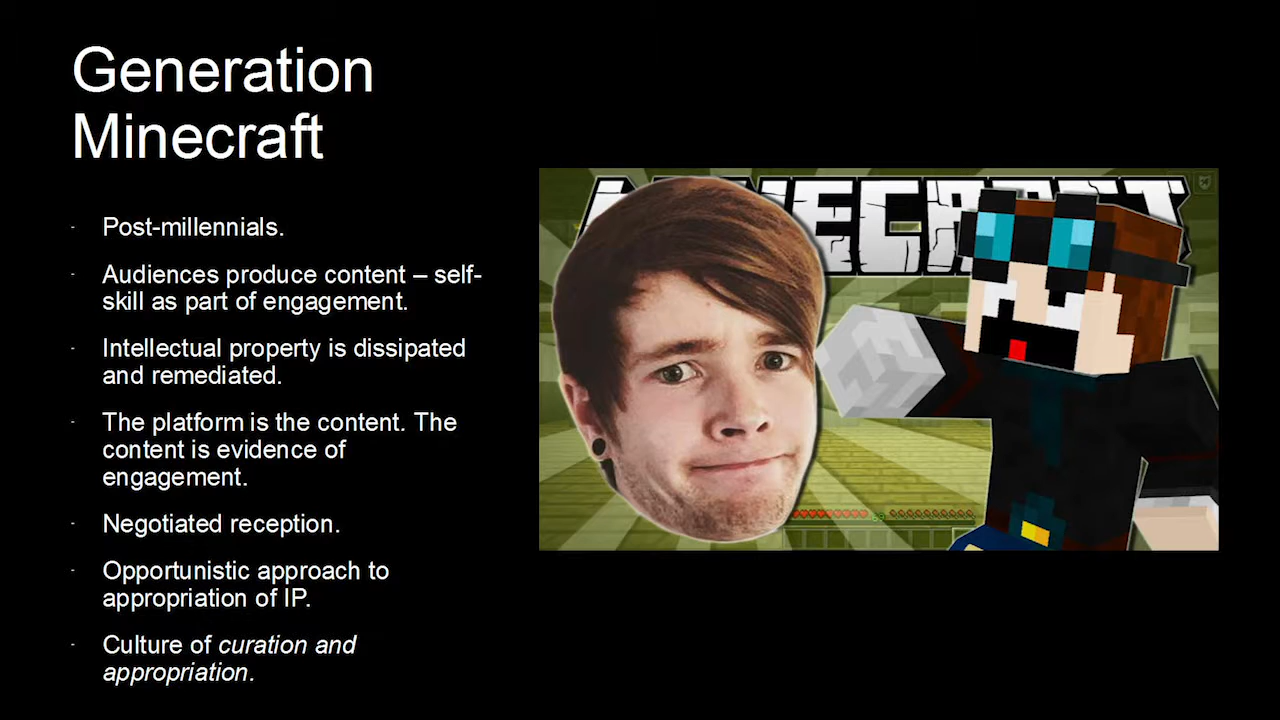 Generation
Minecraft
- Post-millennials.
- Audiences produce content – self-
skill as part of engagement.
- Intellectual property is dissipated
and remediated.
- The platform is the content. The
content is evidence of
engagement.
- Negotiated reception.
- Opportunistic approach to
appropriation of IP.
- Culture of curation and
appropriation.
MINECRAFT